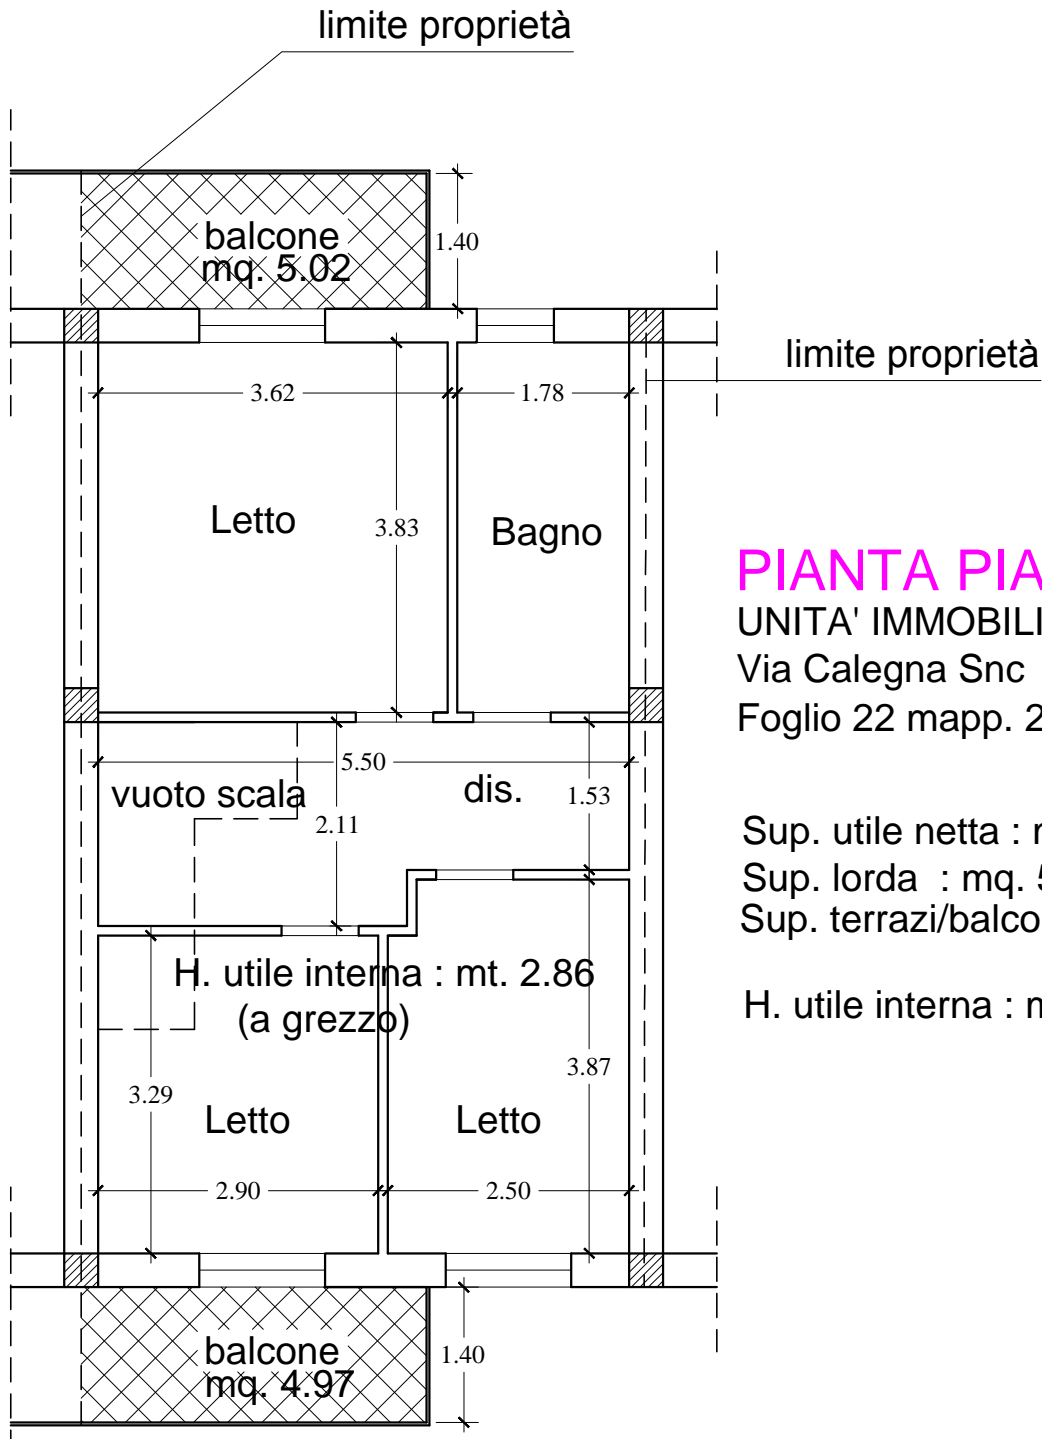 limite proprietà
balcone
mq. 5.02
1.40
limite proprietà
3.62
1.78
Letto
3.83
Bagno
PIANTA PIA
UNITA' IMMOBILI
Via Calegna Snc
Foglio 22 mapp. 2
5.50
vuoto scala
dis.
1.53
2.11
Sup. utile netta :
Sup. lorda : mq. 5
Sup. terrazi/balco
H. utile interna : mt. 2.86
(a grezzo)
H. utile interna : m
3.87
3.29
Letto
Letto
2.90
2.50
balcone
mq. 4.97
1.40